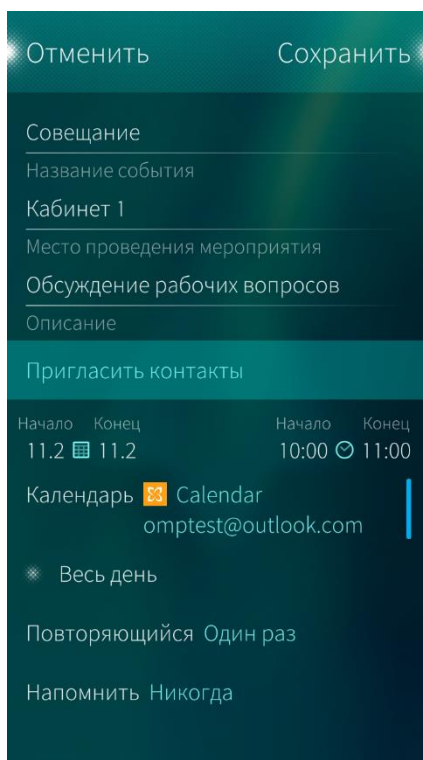 Отменить Сохранить
Совещание
Название события
Кабинет 1
Место проведения мероприятия
Обсуждение рабочих вопросов
Описание
Пригласить контакты
Начало Конец Начало Конец
11.2 11.2 10:00 11:00
Календарь Calendar
omptest@outlook.com
Весь день
Повторяющийся Один раз
Напомнить Никогда